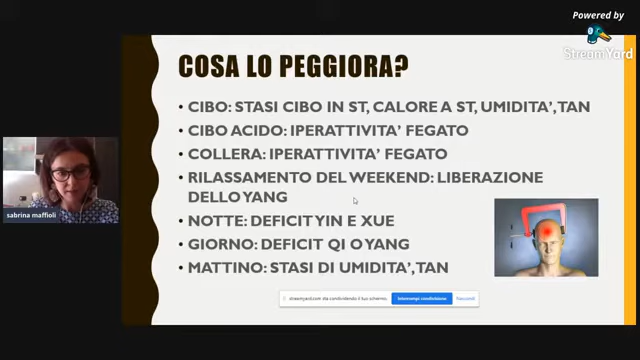 Powered by
StreamYard
COSA LO PEGGIORA?
• CIBO: STASI CIBO IN ST, CALORE A ST, UMIDITA', TAN
• CIBO ACIDO: IPERATTIVITA' FEGATO
• COLLERA: IPERATTIVITA' FEGATO
• RILASSAMENTO DEL WEEKEND: LIBERAZIONE
DELLO YANG
• NOTTE: DEFICIT YIN E XUE
• GIORNO: DEFICIT QI O YANG
• MATTINO: STASI DI UMIDITA', TAN
sabrina maffioli
streamyard.com sta condividendo il tuo schermo.
Interrompi condivisione
Nascondi